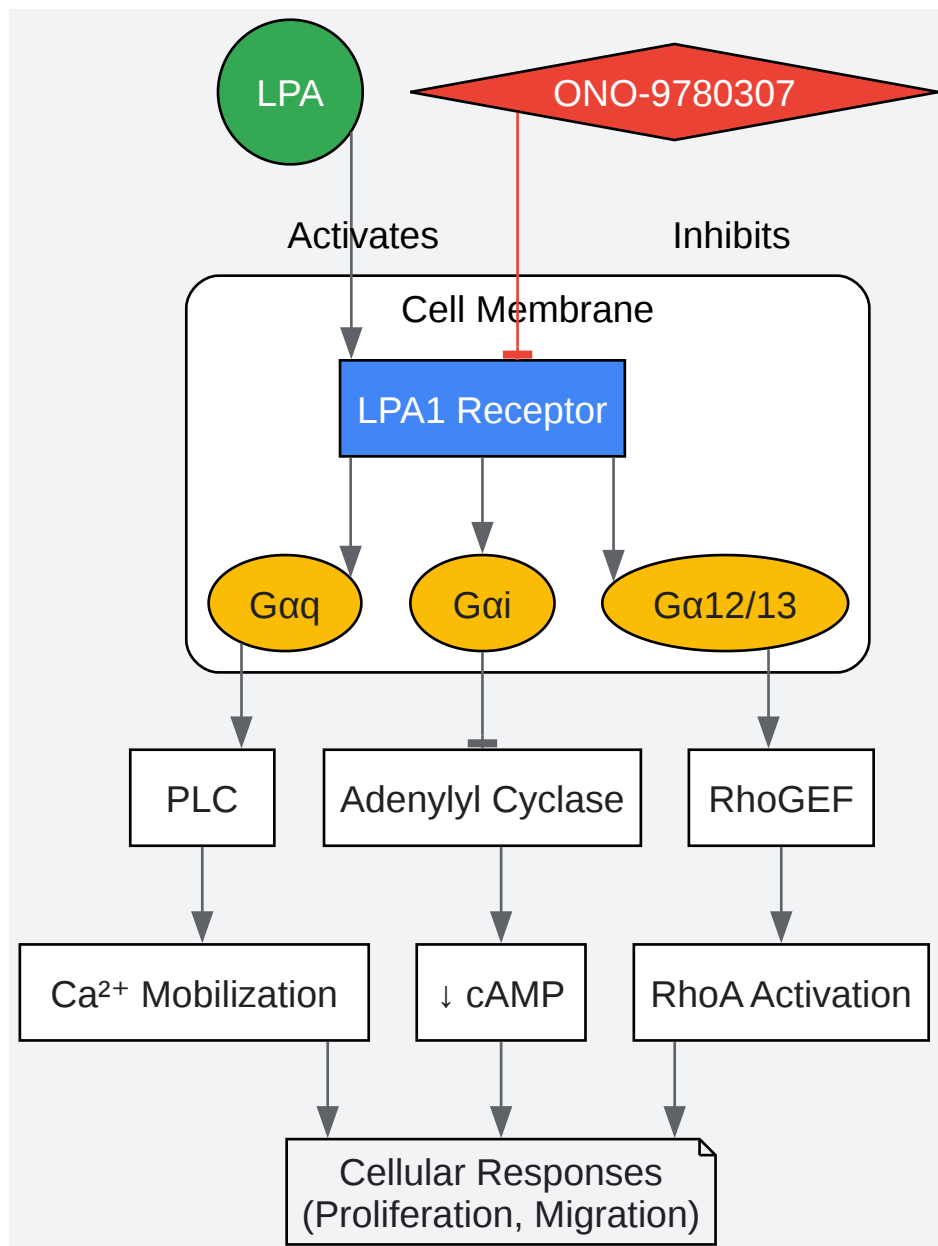 LPA
ONO-9780307
Activates
Inhibits
Cell Membrane
LPA1 Receptor
Gαq
Gαi
Gα12/13
PLC
Adenylyl Cyclase
RhoGEF
Ca²⁺ Mobilization
↓ cAMP
RhoA Activation
Cellular Responses
(Proliferation, Migration)